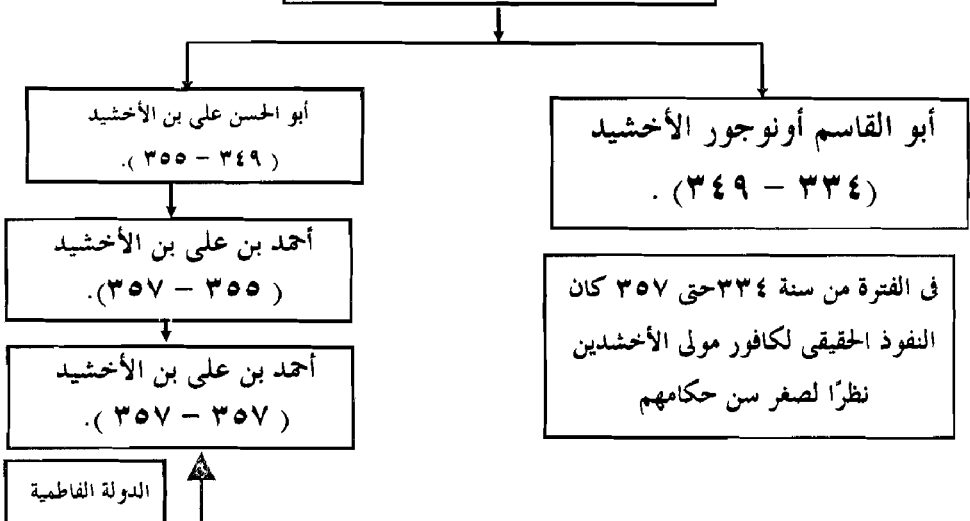 أبو القاسم أونوجور الأخشيد
(٣٣٤ – ٣٤٩) .
أبو الحسن على بن الأخشيد
( ٣٤٩ – ٣٥٥ ).
فى الفترة من سنة ٣٣٤حتى ٣٥٧ كان
النفوذ الحقيقى لكافور مولى الأخشدين
نظرًا لصغر سن حكامهم
أحمد بن على بن الأخشيد
( ٣٥٥ – ٣٥٧).
أحمد بن على بن الأخشيد
( ٣٥٧ – ٣٥٧ ).
الدولة الفاطمية